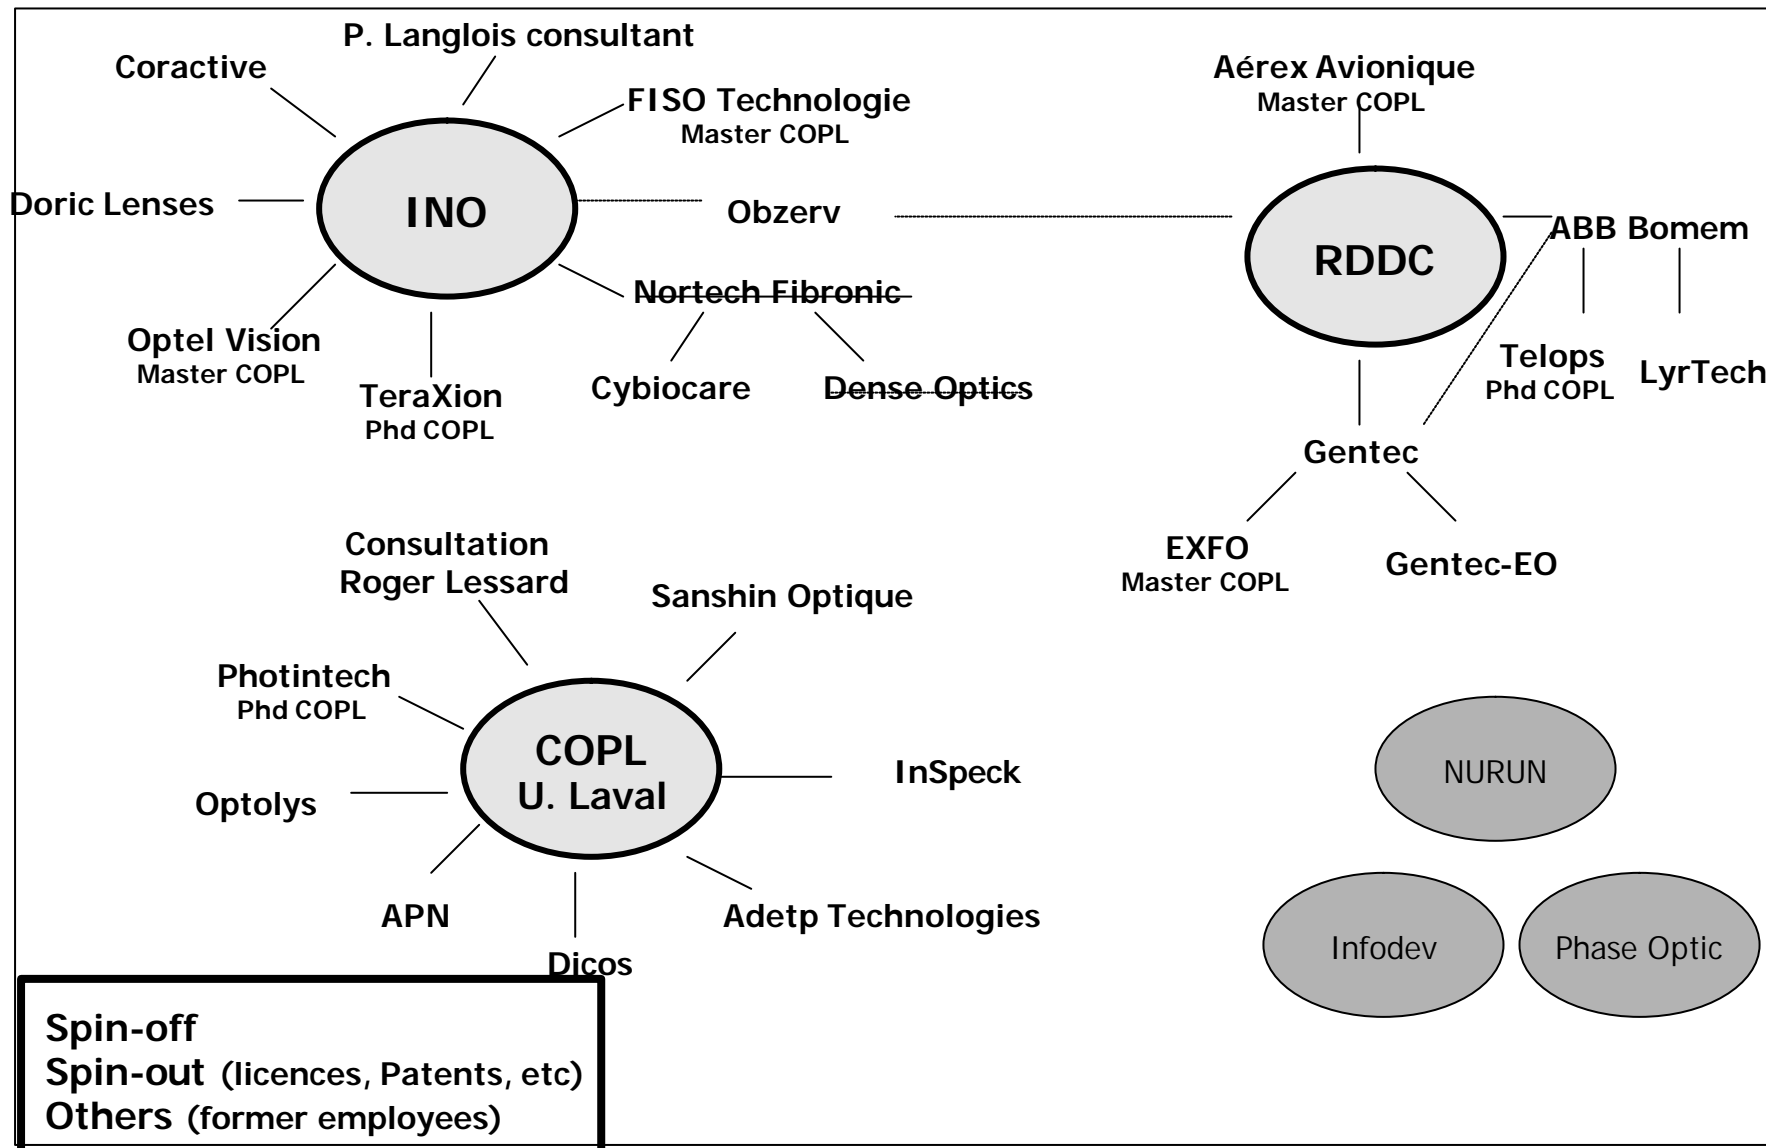 P. Langlois consultant
Coractive
FISO Technologie
Master COPL
Doric Lenses
INO
Obzerv
Nortech Fibronic
Optel Vision
Master COPL
TeraXion
Phd COPL
Cybiocare
Dense Optics
Aérex Avionique
Master COPL
RDDC
ABB Bomem
Telops
Phd COPL
LyrTech
Gentec
EXFO
Master COPL
Gentec-EO
Consultation
Roger Lessard
Sanshin Optique
Photintech
Phd COPL
COPL
U. Laval
InSpeck
Optolys
APN
Adetp Technologies
Dicos
NURUN
Infodev
Phase Optic
Spin-off
Spin-out (licences, Patents, etc)
Others (former employees)